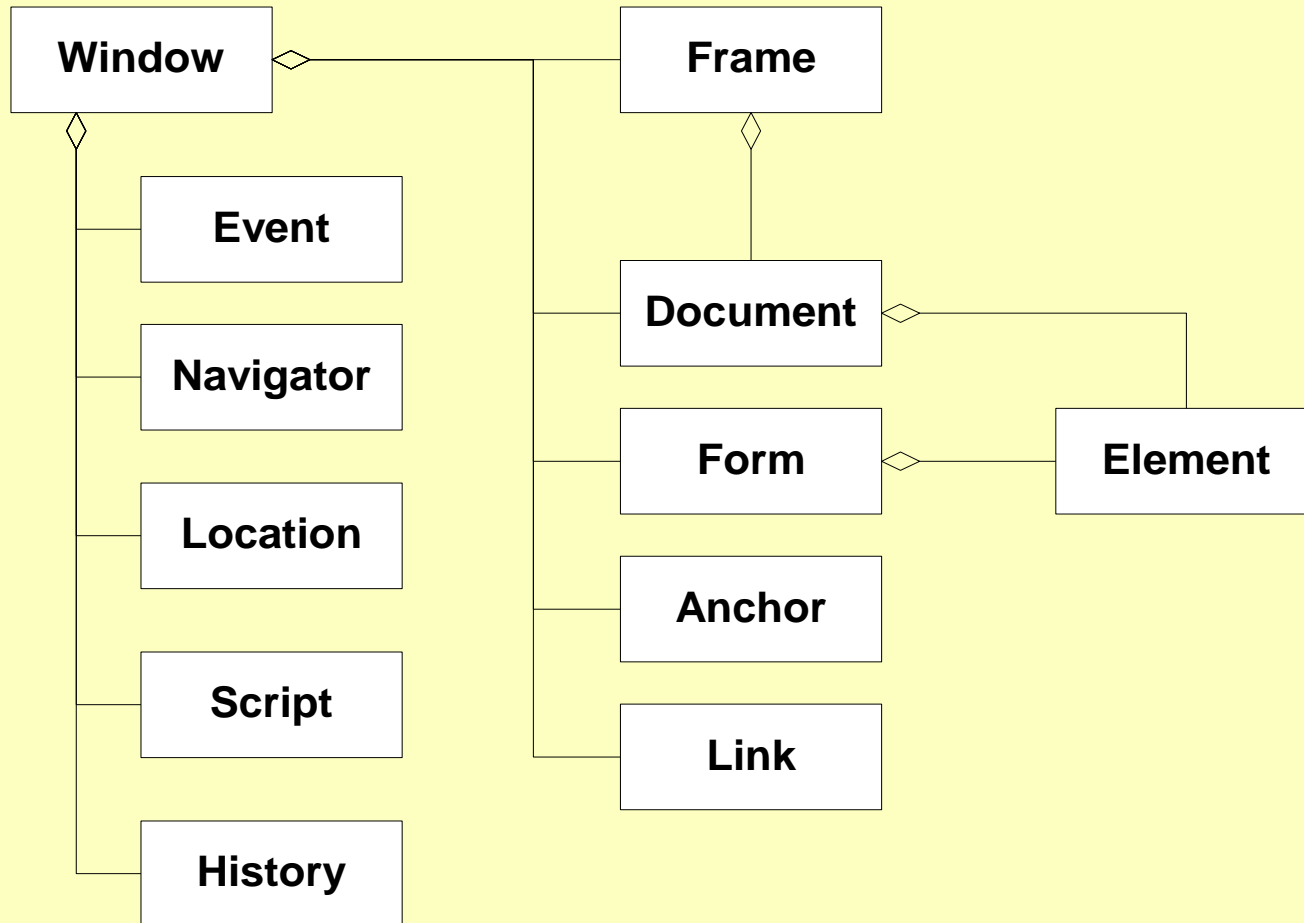 Window
Frame
Event
Document
Navigator
Form
Element
Location
Anchor
Script
Link
History